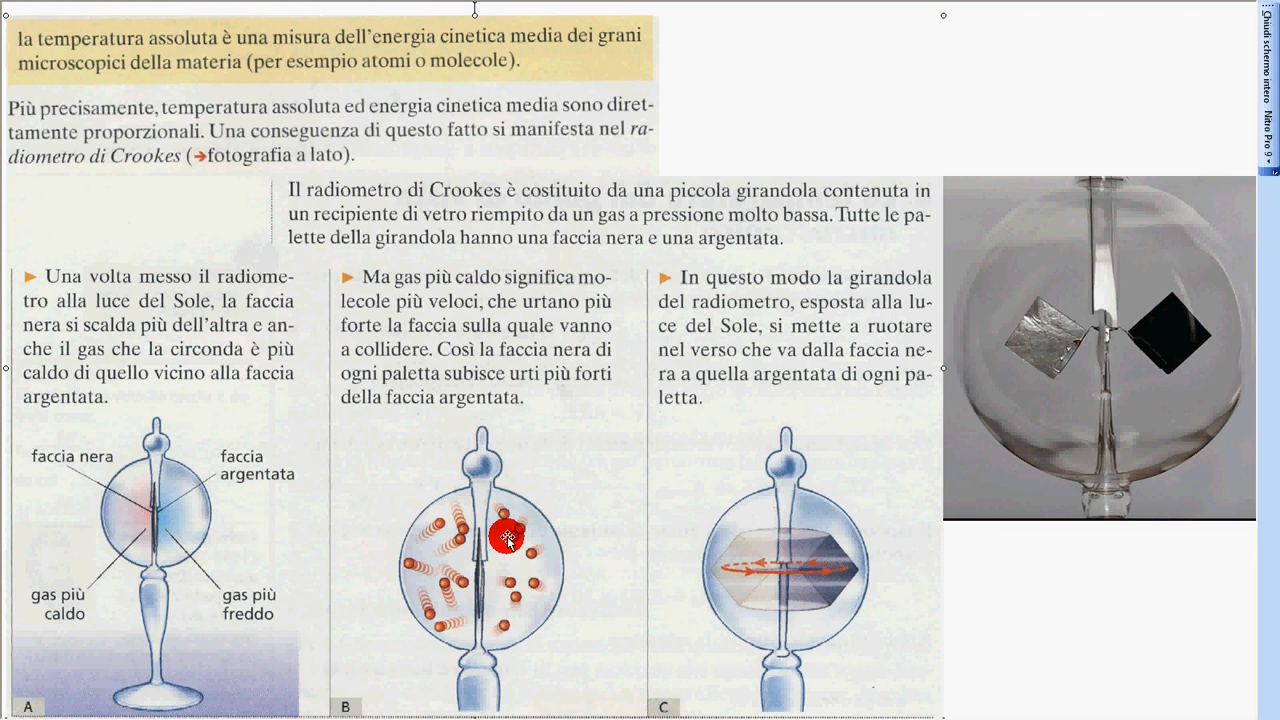 la temperatura assoluta è una misura dell'energia cinetica media dei grani
microscopici della materia (per esempio atomi o molecole).
Più precisamente, temperatura assoluta ed energia cinetica media sono diret-
tamente proporzionali. Una conseguenza di questo fatto si manifesta nel ra-
diometro di Crookes (➔fotografia a lato).
Il radiometro di Crookes è costituito da una piccola girandola contenuta in
un recipiente di vetro riempito da un gas a pressione molto bassa. Tutte le pa-
lette della girandola hanno una faccia nera e una argentata.
► Una volta messo il radiome-
tro alla luce del Sole, la faccia
nera si scalda più dell'altra e an-
che il gas che la circonda è più
caldo di quello vicino alla faccia
argentata.
faccia nera
faccia
argentata
gas più
caldo
gas più
freddo
A
► Ma gas più caldo significa mo-
lecole più veloci, che urtano più
forte la faccia sulla quale vanno
a collidere. Così la faccia nera di
ogni paletta subisce urti più forti
della faccia argentata.
B
► In questo modo la girandola
del radiometro, esposta alla lu-
ce del Sole, si mette a ruotare
nel verso che va dalla faccia ne-
ra a quella argentata di ogni pa-
letta.
C
Chiudi schermo intero Nitro Pro 9